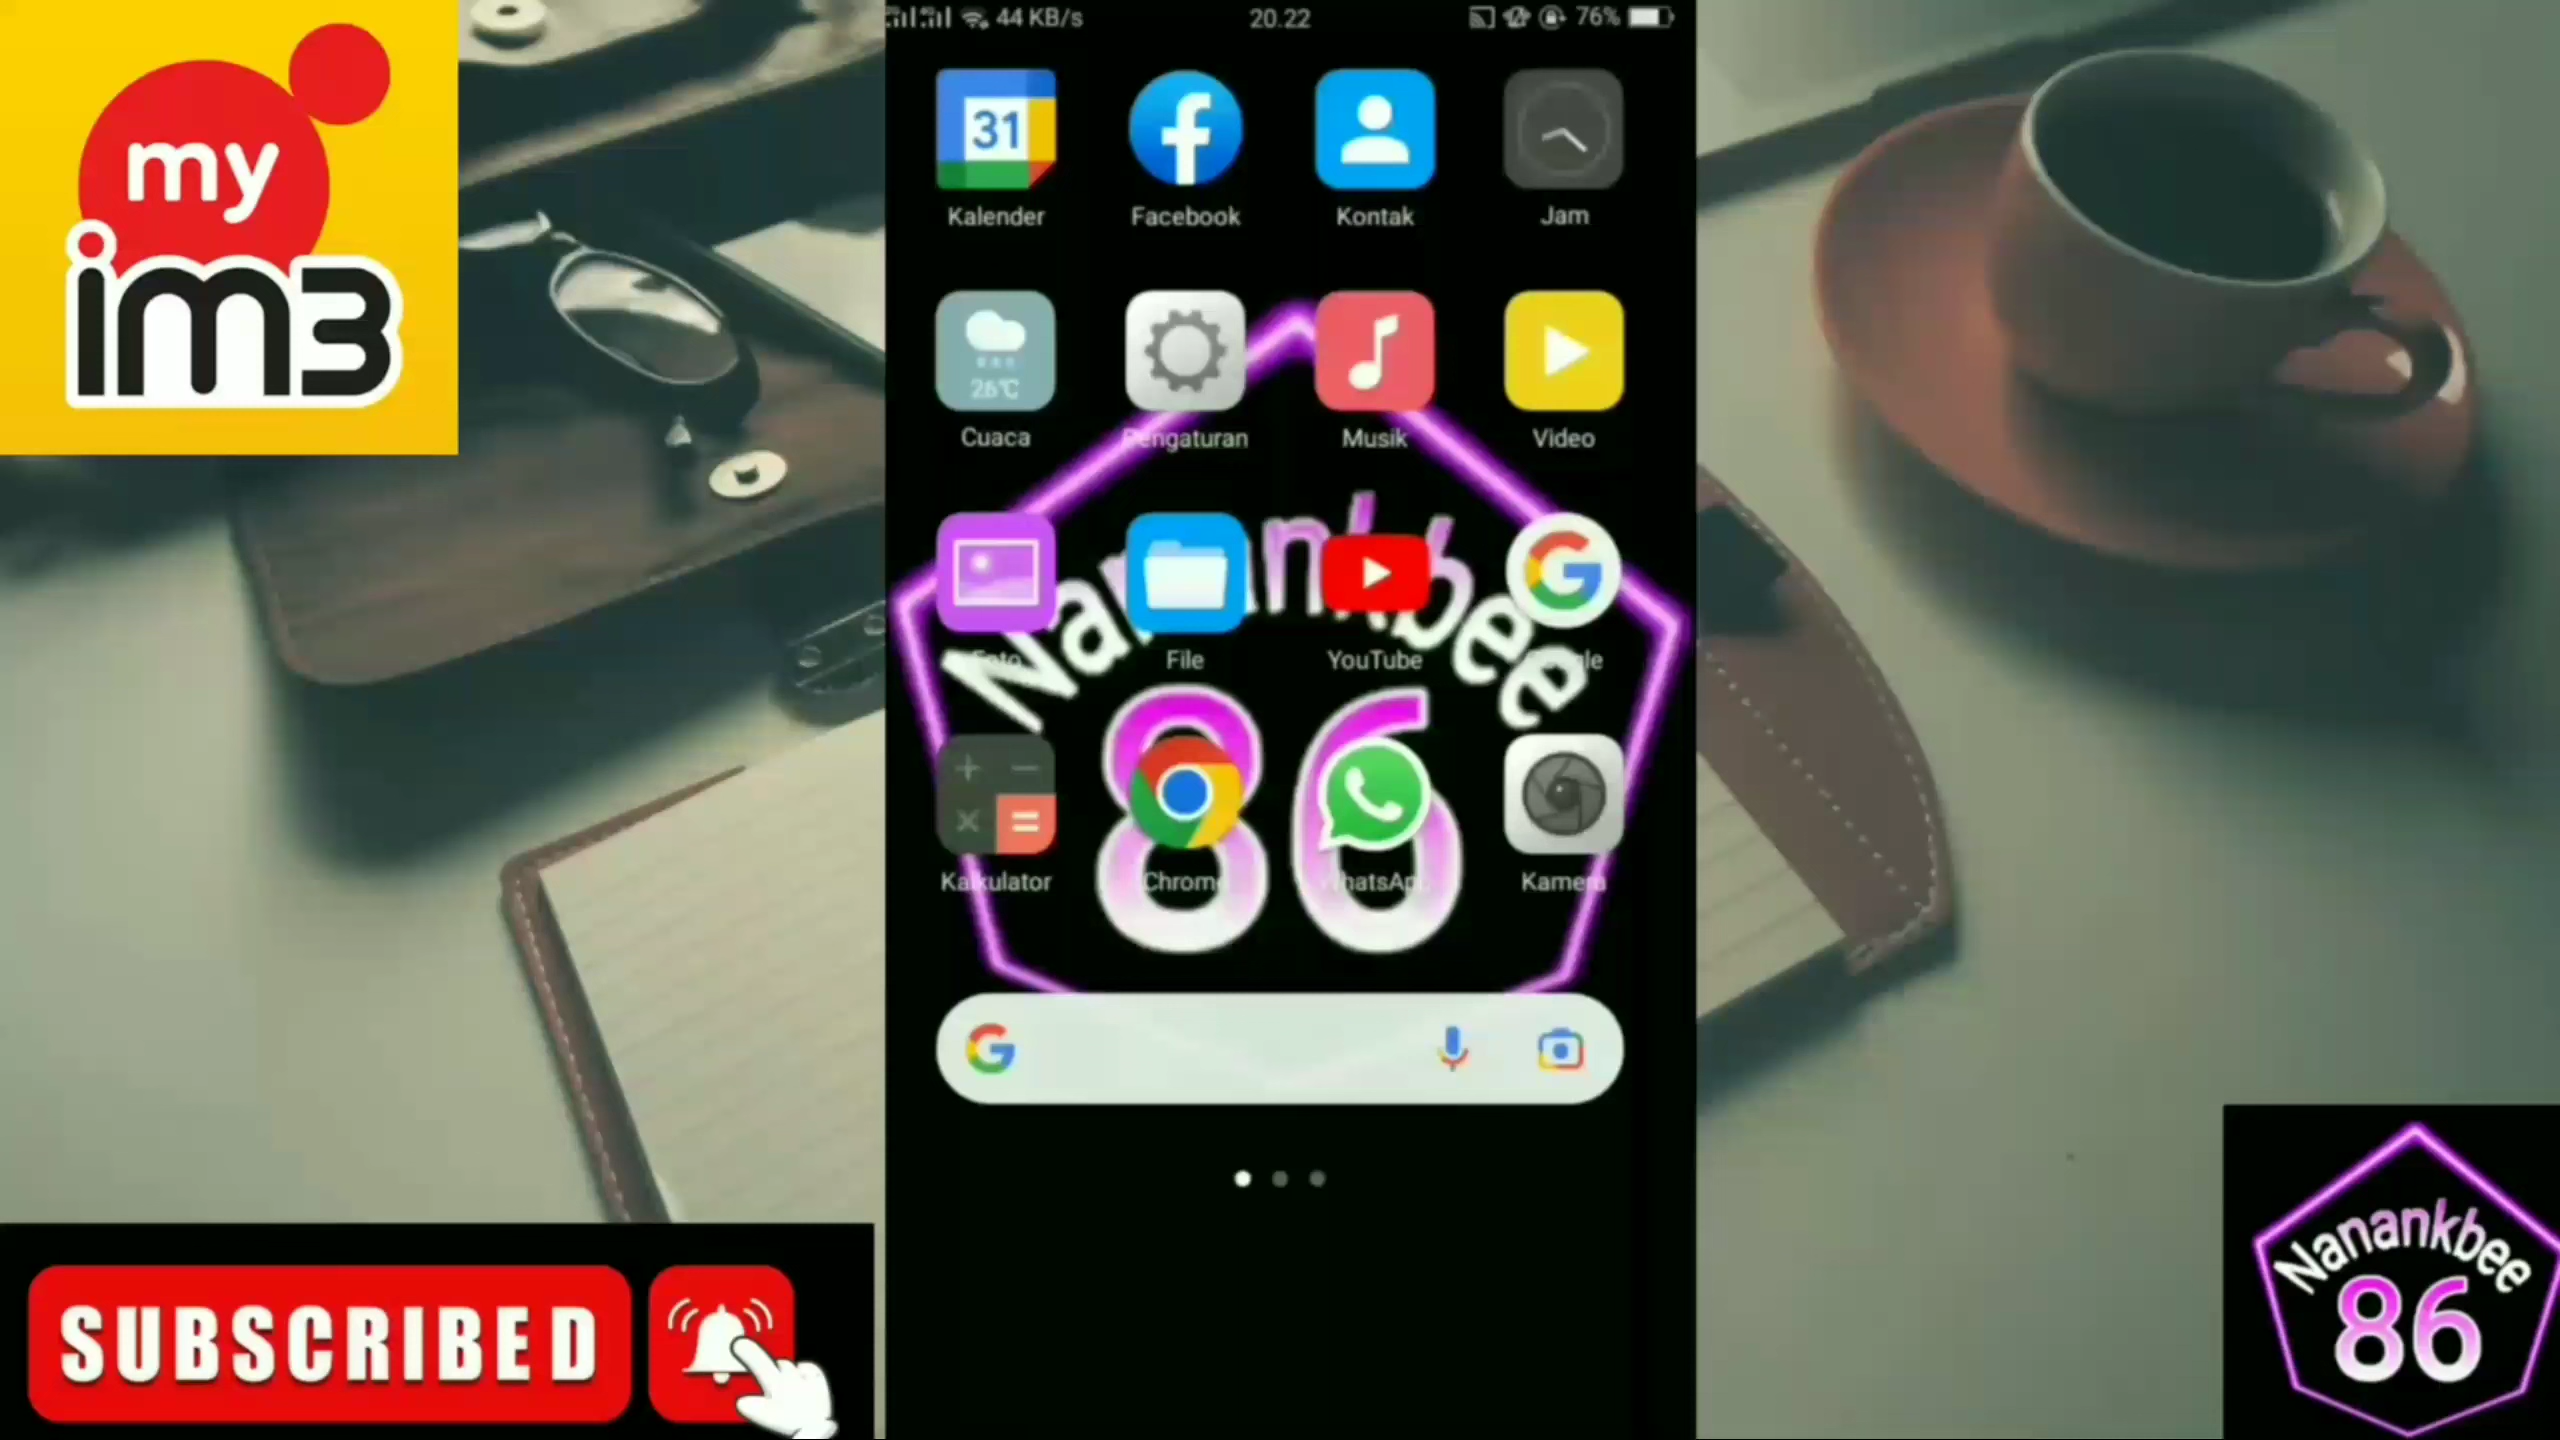 my
im3
44 KB/s
20.22
76%
31
Kalender
Facebook
Kontak
Jam
26°C
Cuaca
Pengaturan
Musik
Video
Nanankbee
86
Foto
File
YouTube
Google
Kalkulator
Chrome
WhatsApp
Kamera
SUBSCRIBED
Nanankbee
86